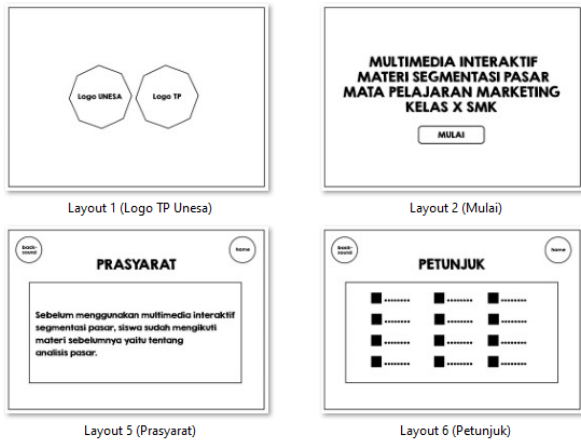 Logo UNESA
Logo TP
Layout 1 (Logo TP Unesa)
MULTIMEDIA INTERAKTIF
MATERI SEGMENTASI PASAR
MATA PELAJARAN MARKETING
KELAS X SMK
MULAI
Layout 2 (Mulai)
back-
sound
home
PRASYARAT
Sebelum menggunakan multimedia interaktif
segmentasi pasar, siswa sudah mengikuti
materi sebelumnya yaitu tentang
analisis pasar.
Layout 5 (Prasyarat)
back-
sound
home
PETUNJUK
Layout 6 (Petunjuk)